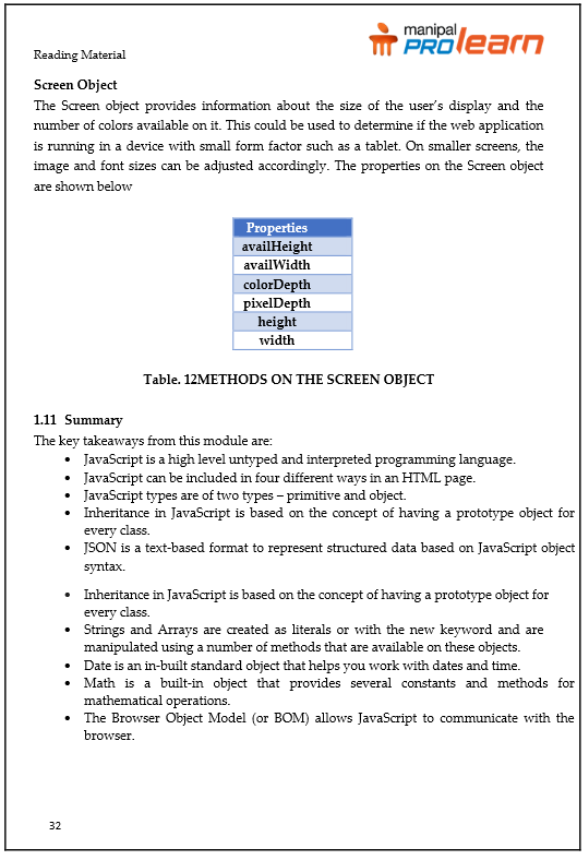 manipal
PROlearn
Reading Material
Screen Object
The Screen object provides information about the size of the user's display and the
number of colors available on it. This could be used to determine if the web application
is running in a device with small form factor such as a tablet. On smaller screens, the
image and font sizes can be adjusted accordingly. The properties on the Screen object
are shown below
Properties
availHeight
availWidth
colorDepth
pixelDepth
height
width
Table. 12METHODS ON THE SCREEN OBJECT
1.11 Summary
The key takeaways from this module are:
• JavaScript is a high level untyped and interpreted programming language.
• JavaScript can be included in four different ways in an HTML page.
• JavaScript types are of two types – primitive and object.
• Inheritance in JavaScript is based on the concept of having a prototype object for
every class.
• JSON is a text-based format to represent structured data based on JavaScript object
syntax.
• Inheritance in JavaScript is based on the concept of having a prototype object for
every class.
• Strings and Arrays are created as literals or with the new keyword and are
manipulated using a number of methods that are available on these objects.
• Date is an in-built standard object that helps you work with dates and time.
• Math is a built-in object that provides several constants and methods for
mathematical operations.
• The Browser Object Model (or BOM) allows JavaScript to communicate with the
browser.
32